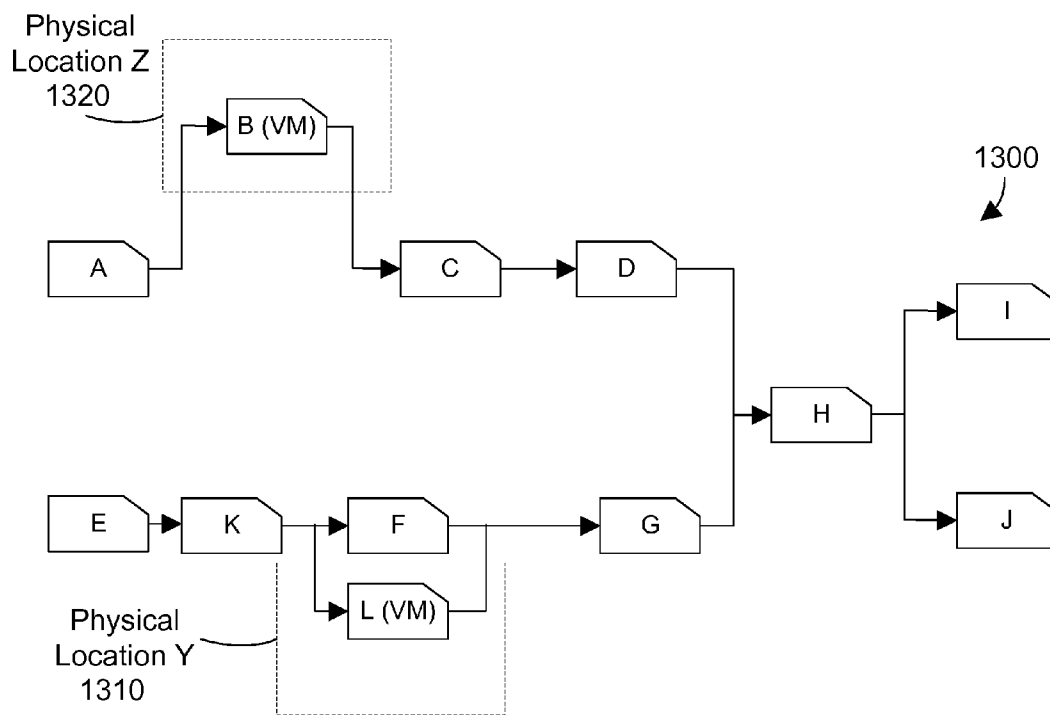 Physical
Location Z
1320
B (VM)
1300
A
C
D
I
H
E
K
F
G
J
L (VM)
Physical
Location Y
1310